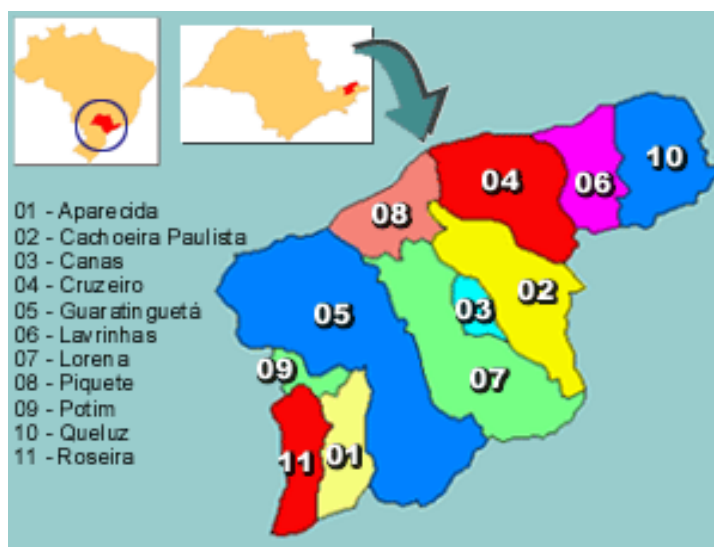 01 - Aparecida
02 - Cachoeira Paulista
03 - Canas
04 - Cruzeiro
05 - Guaratinguetá
06 - Lavrinhas
07 - Lorena
08 - Piquete
09 - Potim
10 - Queluz
11 - Roseira
10
04
06
08
02
03
05
09
07
11
01